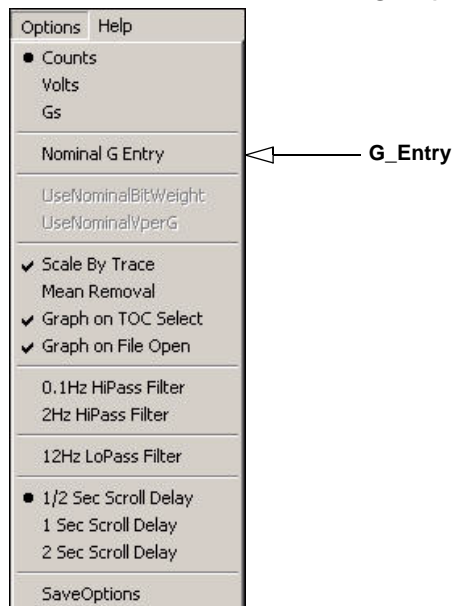 Options Help
Counts
Volts
Gs
Nominal G Entry
G_Entry
UseNominalBitWeight
UseNominalVperG
Scale By Trace
Mean Removal
Graph on TOC Select
Graph on File Open
0.1Hz HiPass Filter
2Hz HiPass Filter
12Hz LoPass Filter
1/2 Sec Scroll Delay
1 Sec Scroll Delay
2 Sec Scroll Delay
SaveOptions